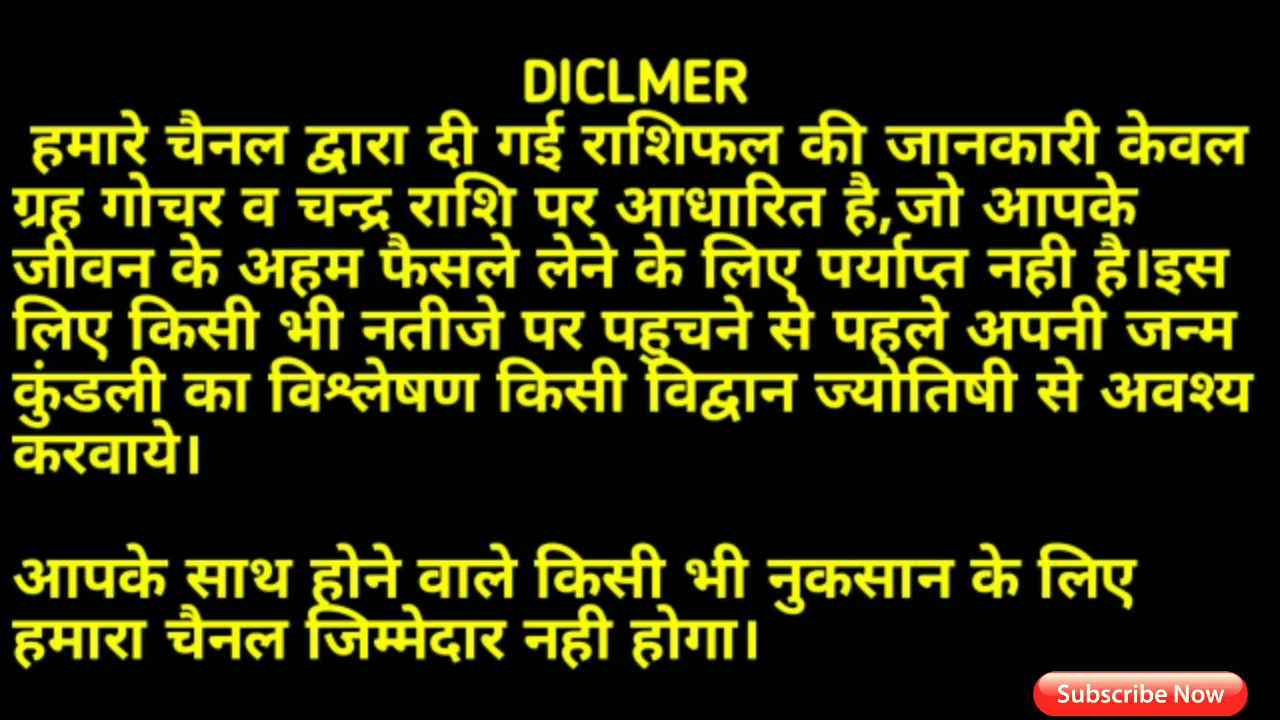 DICLMER
हमारे चैनल द्वारा दी गई राशिफल की जानकारी केवल
ग्रह गोचर व चन्द्र राशि पर आधारित है,जो आपके
जीवन के अहम फैसले लेने के लिए पर्याप्त नही है।इस
लिए किसी भी नतीजे पर पहुचने से पहले अपनी जन्म
कुंडली का विश्लेषण किसी विद्वान ज्योतिषी से अवश्य
करवाये।
आपके साथ होने वाले किसी भी नुकसान के लिए
हमारा चैनल जिम्मेदार नही होगा।
Subscribe Now